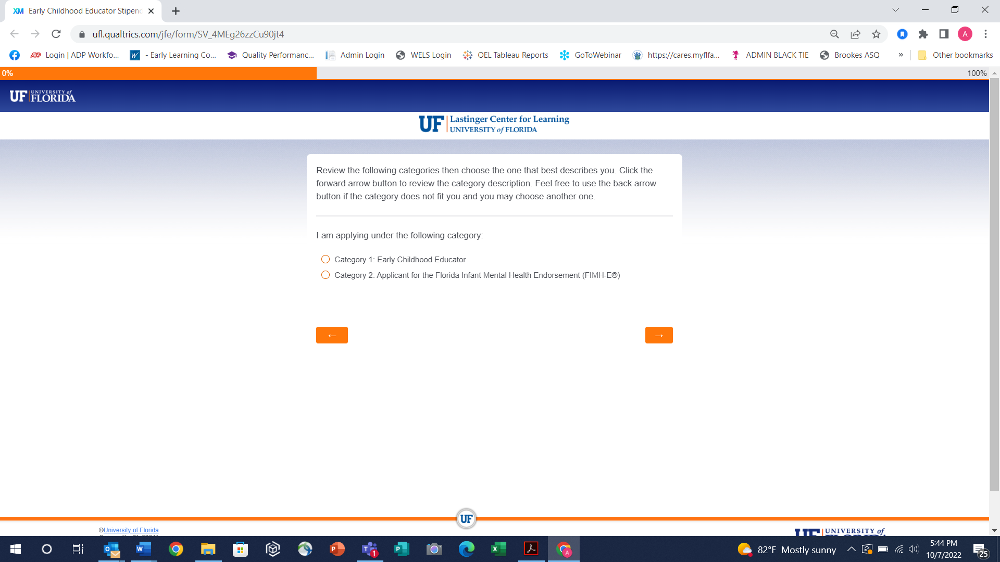 XM Early Childhood Educator Stipend
ufl.qualtrics.com/jfe/form/SV_4MEg26zzCu90jt4
A
ADP Login | ADP Workfo...
W - Early Learning Co...
Quality Performanc...
Admin Login
WELS Login
OEL Tableau Reports
GoToWebinar
https://cares.myflfa...
ADMIN BLACK TIE
Brookes ASQ
»
Other bookmarks
0%
100%
UF UNIVERSITY of
FLORIDA
UF Lastinger Center for Learning
UNIVERSITY of FLORIDA
Review the following categories then choose the one that best describes you. Click the
forward arrow button to review the category description. Feel free to use the back arrow
button if the category does not fit you and you may choose another one.
I am applying under the following category:
Category 1: Early Childhood Educator
Category 2: Applicant for the Florida Infant Mental Health Endorsement (FIMH-E®)
←
→
UF
©University of Florida
UF UNIVERSITY of
82°F Mostly sunny
5:44 PM
10/7/2022
25